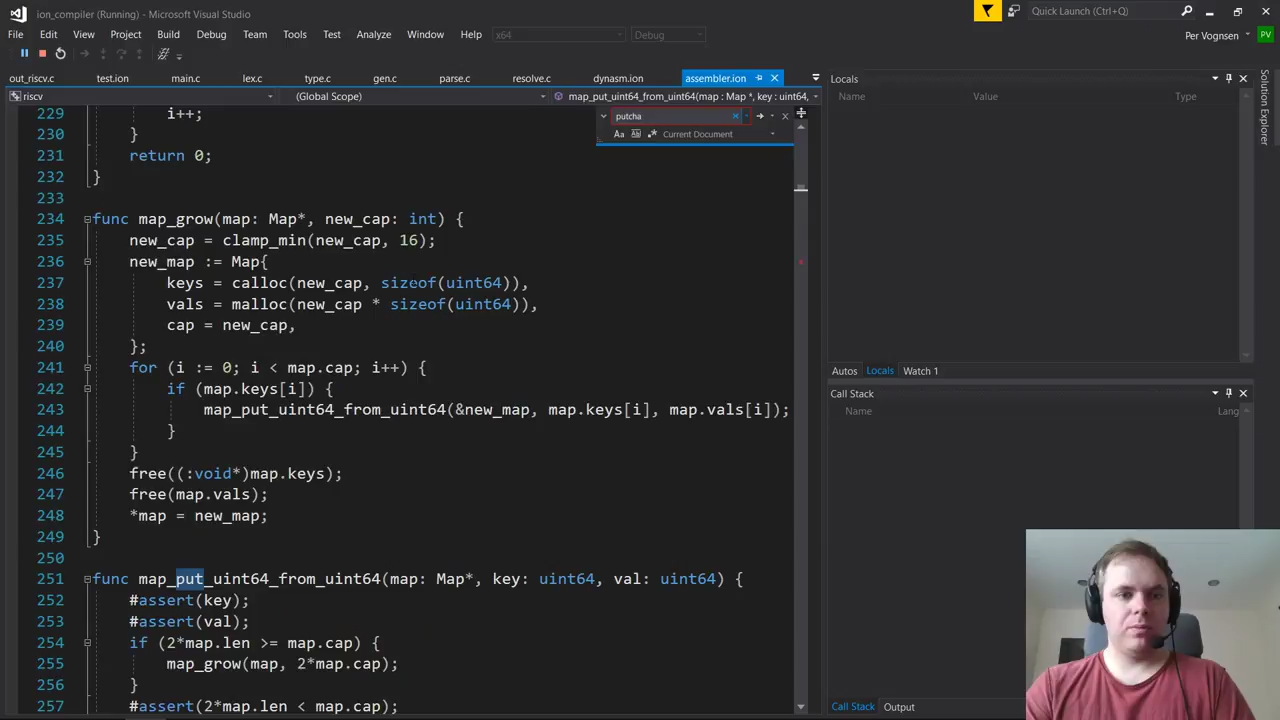 ion_compiler (Running) - Microsoft Visual Studio
Quick Launch (Ctrl+Q)
File Edit View Project Build Debug Team Tools Test Analyze Window Help x64 Debug Per Vognsen PV
out_riscv.c test.ion main.c lex.c type.c gen.c parse.c resolve.c dynasm.ion assembler.ion
riscv (Global Scope) map_put_uint64_from_uint64(map : Map *, key : uint64,
putcha
Aa Current Document
229 i++;
230 }
231 return 0;
232 }
233
234 func map_grow(map: Map*, new_cap: int) {
235 new_cap = clamp_min(new_cap, 16);
236 new_map := Map{
237 keys = calloc(new_cap, sizeof(uint64)),
238 vals = malloc(new_cap * sizeof(uint64)),
239 cap = new_cap,
240 };
241 for (i := 0; i < map.cap; i++) {
242 if (map.keys[i]) {
243 map_put_uint64_from_uint64(&new_map, map.keys[i], map.vals[i]);
244 }
245 }
246 free((:void*)map.keys);
247 free(map.vals);
248 *map = new_map;
249 }
250
251 func map_put_uint64_from_uint64(map: Map*, key: uint64, val: uint64) {
252 #assert(key);
253 #assert(val);
254 if (2*map.len >= map.cap) {
255 map_grow(map, 2*map.cap);
256 }
257 #assert(2*map.len < map.cap);
Locals
Name Value Type
Autos Locals Watch 1
Call Stack
Name Lang
Call Stack Output
Solution Explorer